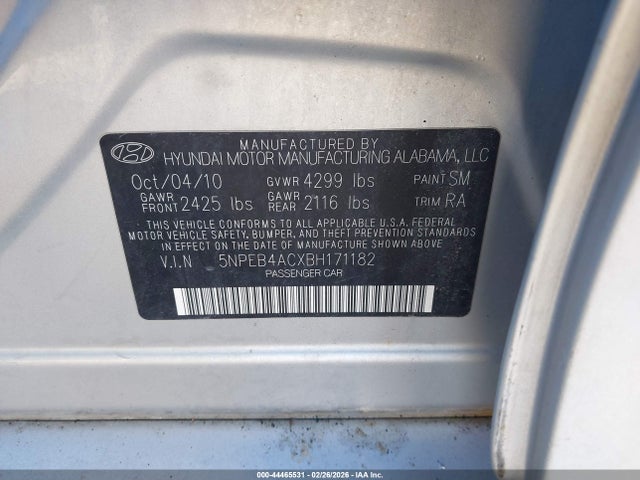 MANUFACTURED BY
HYUNDAI MOTOR MANUFACTURING ALABAMA, LLC
Oct/04/10 GVWR 4299 lbs PAINT SM
GAWR FRONT 2425 lbs GAWR REAR 2116 lbs TRIM RA
THIS VEHICLE CONFORMS TO ALL APPLICABLE U.S.A. FEDERAL
MOTOR VEHICLE SAFETY, BUMPER, AND THEFT PREVENTION STANDARDS
IN EFFECT ON THE DATE OF MANUFACTURE SHOWN ABOVE.
V.I.N 5NPEB4ACXBH171182
PASSENGER CAR
000-44465531 - 02/26/2026 - IAAI.com